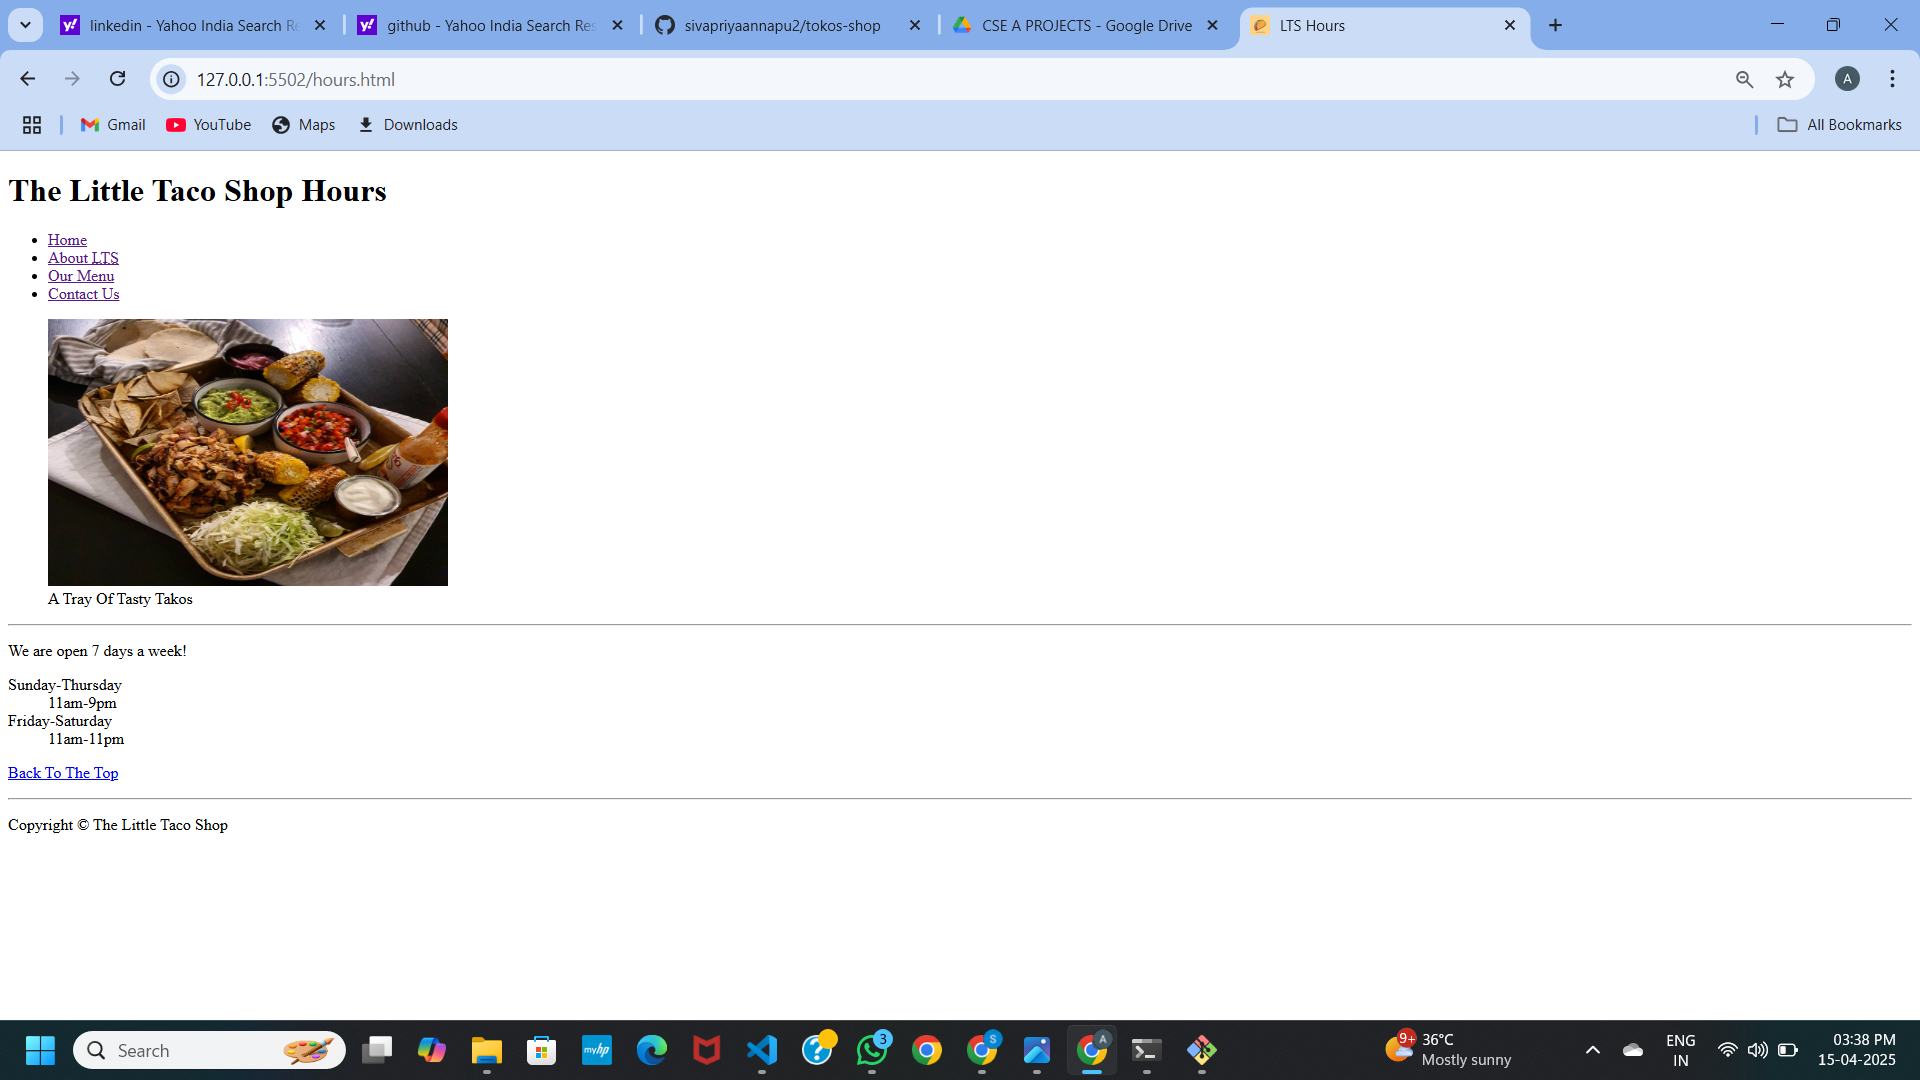 linkedin - Yahoo India Search Re
github - Yahoo India Search Res
sivapriyaannapu2/tokos-shop
CSE A PROJECTS - Google Drive
LTS Hours
127.0.0.1:5502/hours.html
A
Gmail
YouTube
Maps
Downloads
All Bookmarks
The Little Taco Shop Hours
Home
About LTS
Our Menu
Contact Us
A Tray Of Tasty Takos
We are open 7 days a week!
Sunday-Thursday
11am-9pm
Friday-Saturday
11am-11pm
Back To The Top
Copyright © The Little Taco Shop
Search
myhp
3
S
A
9+
36°C
Mostly sunny
ENG
IN
03:38 PM
15-04-2025